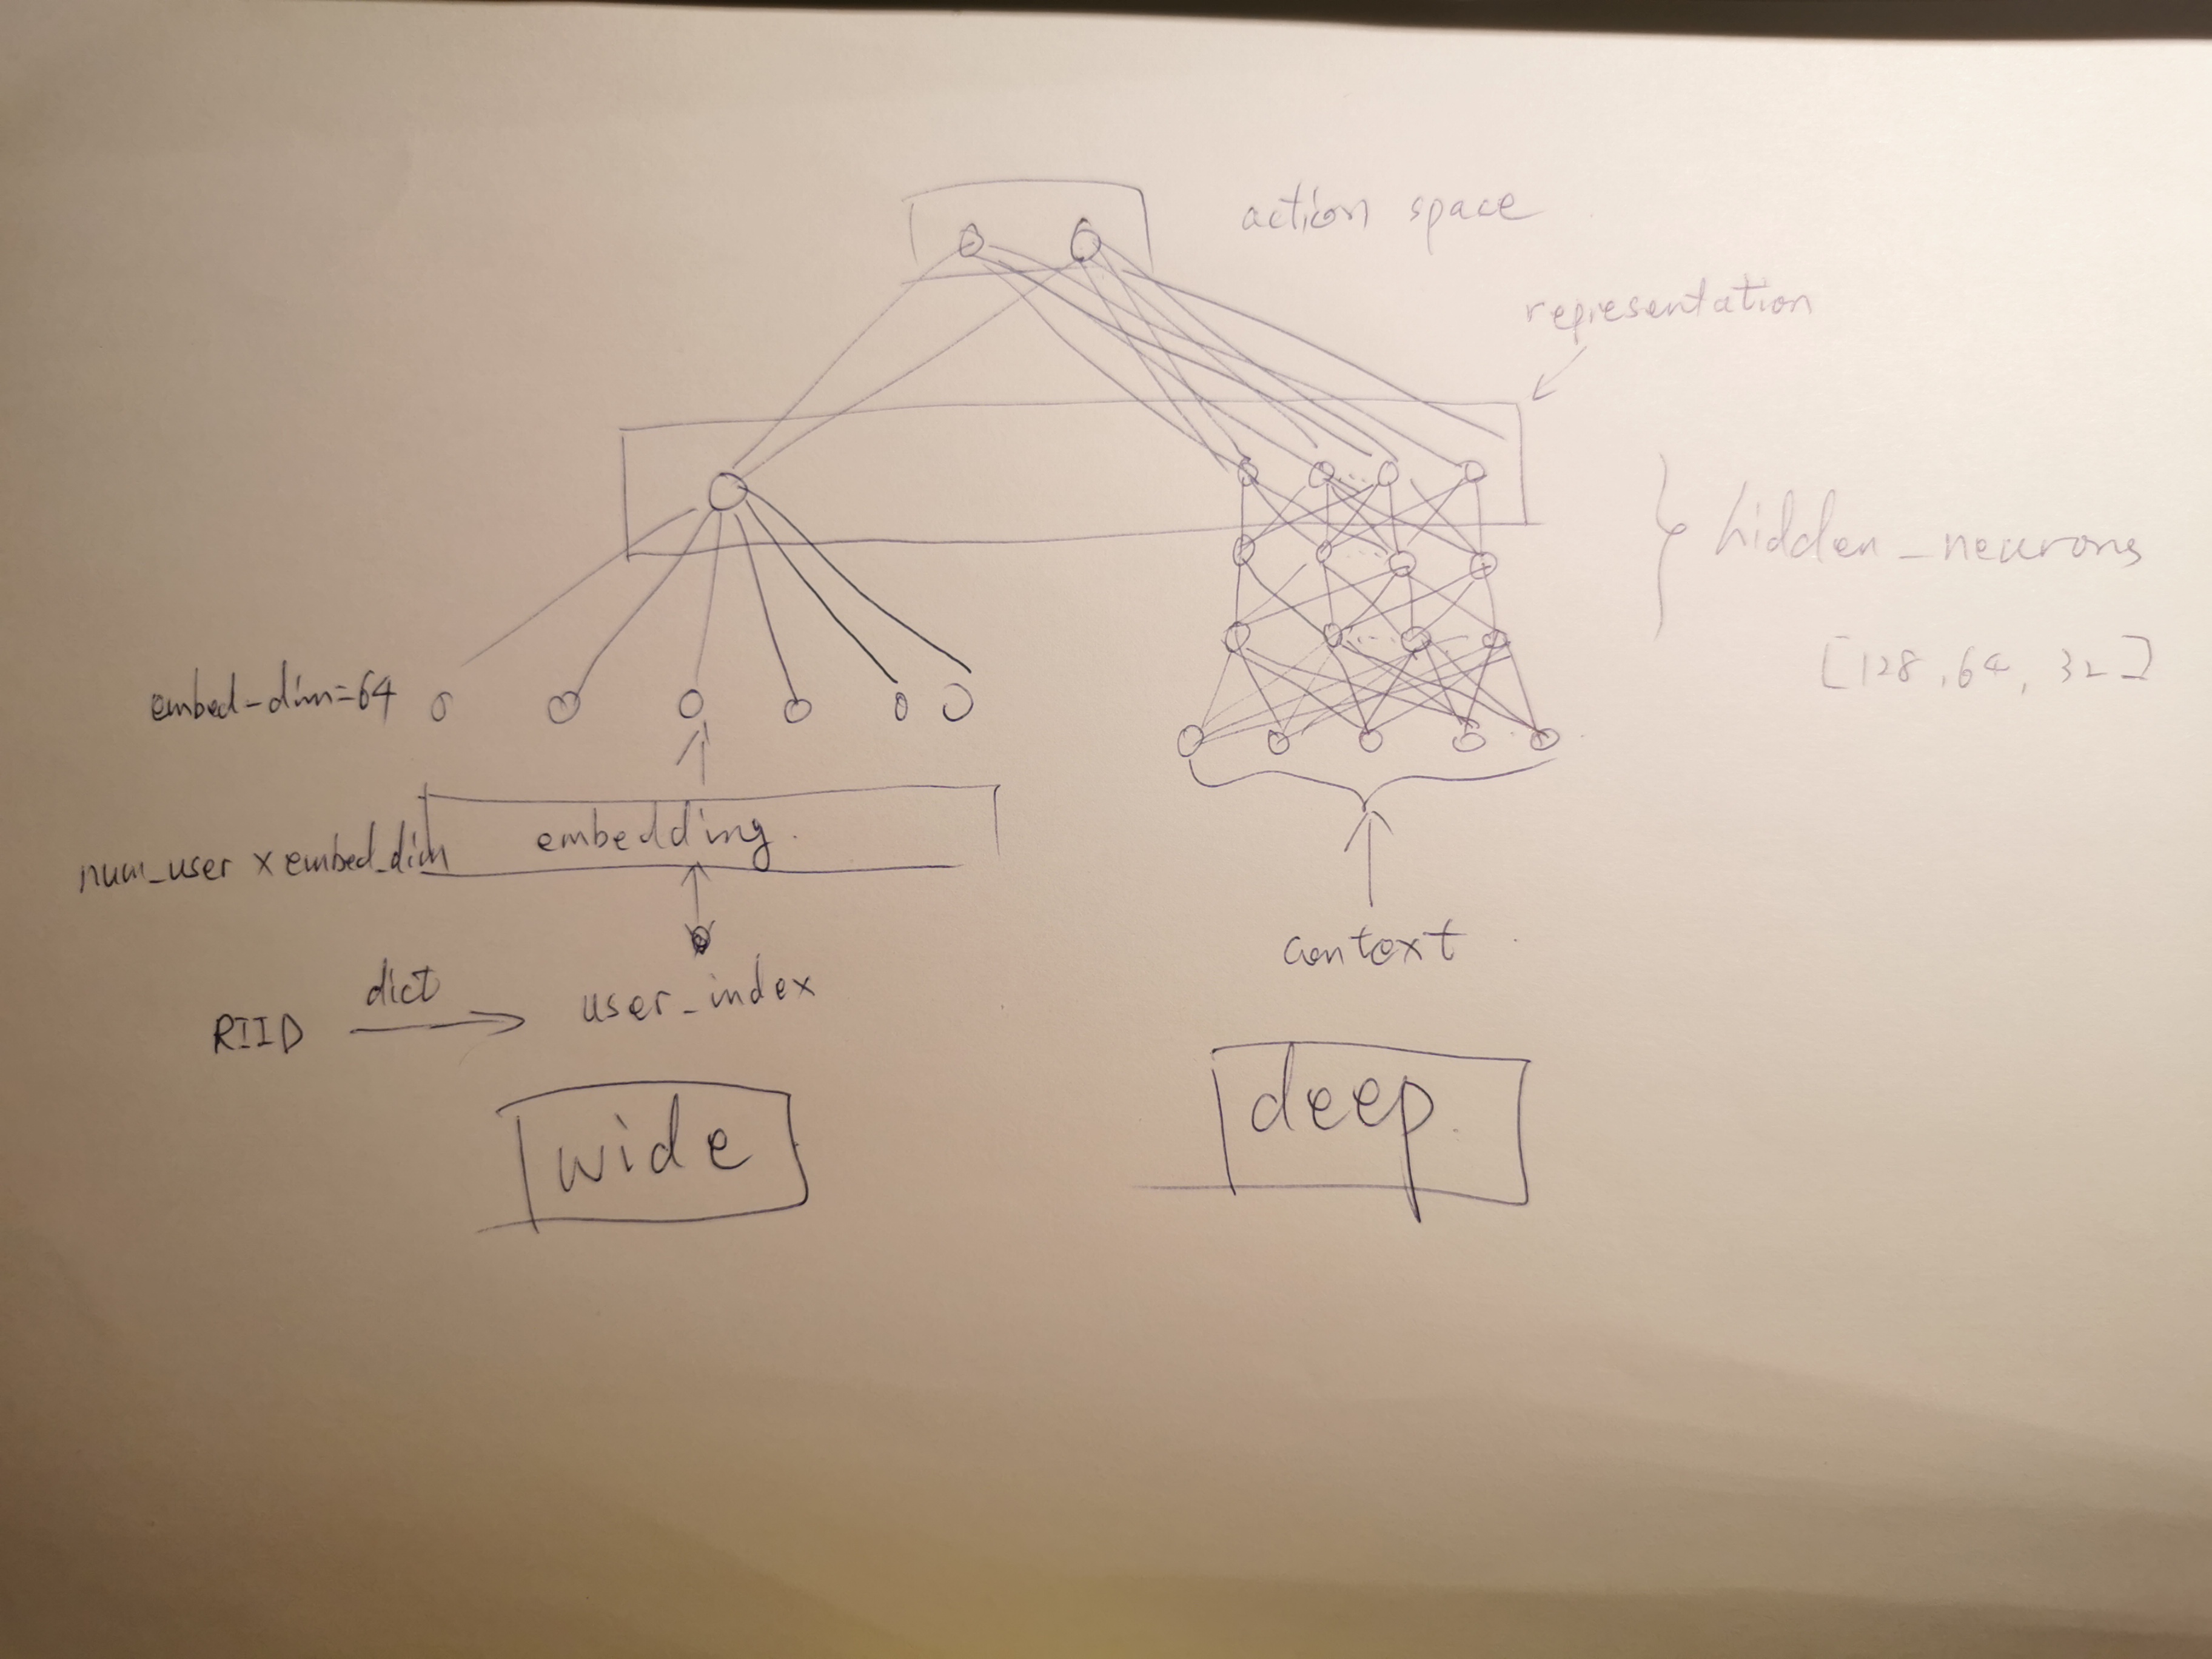 action space
representation
hidden_neurons
[128, 64, 32]
embed-dim=64
num_user x embed_dim
embedding.
context
dict
RIID
user_index
wide
deep.